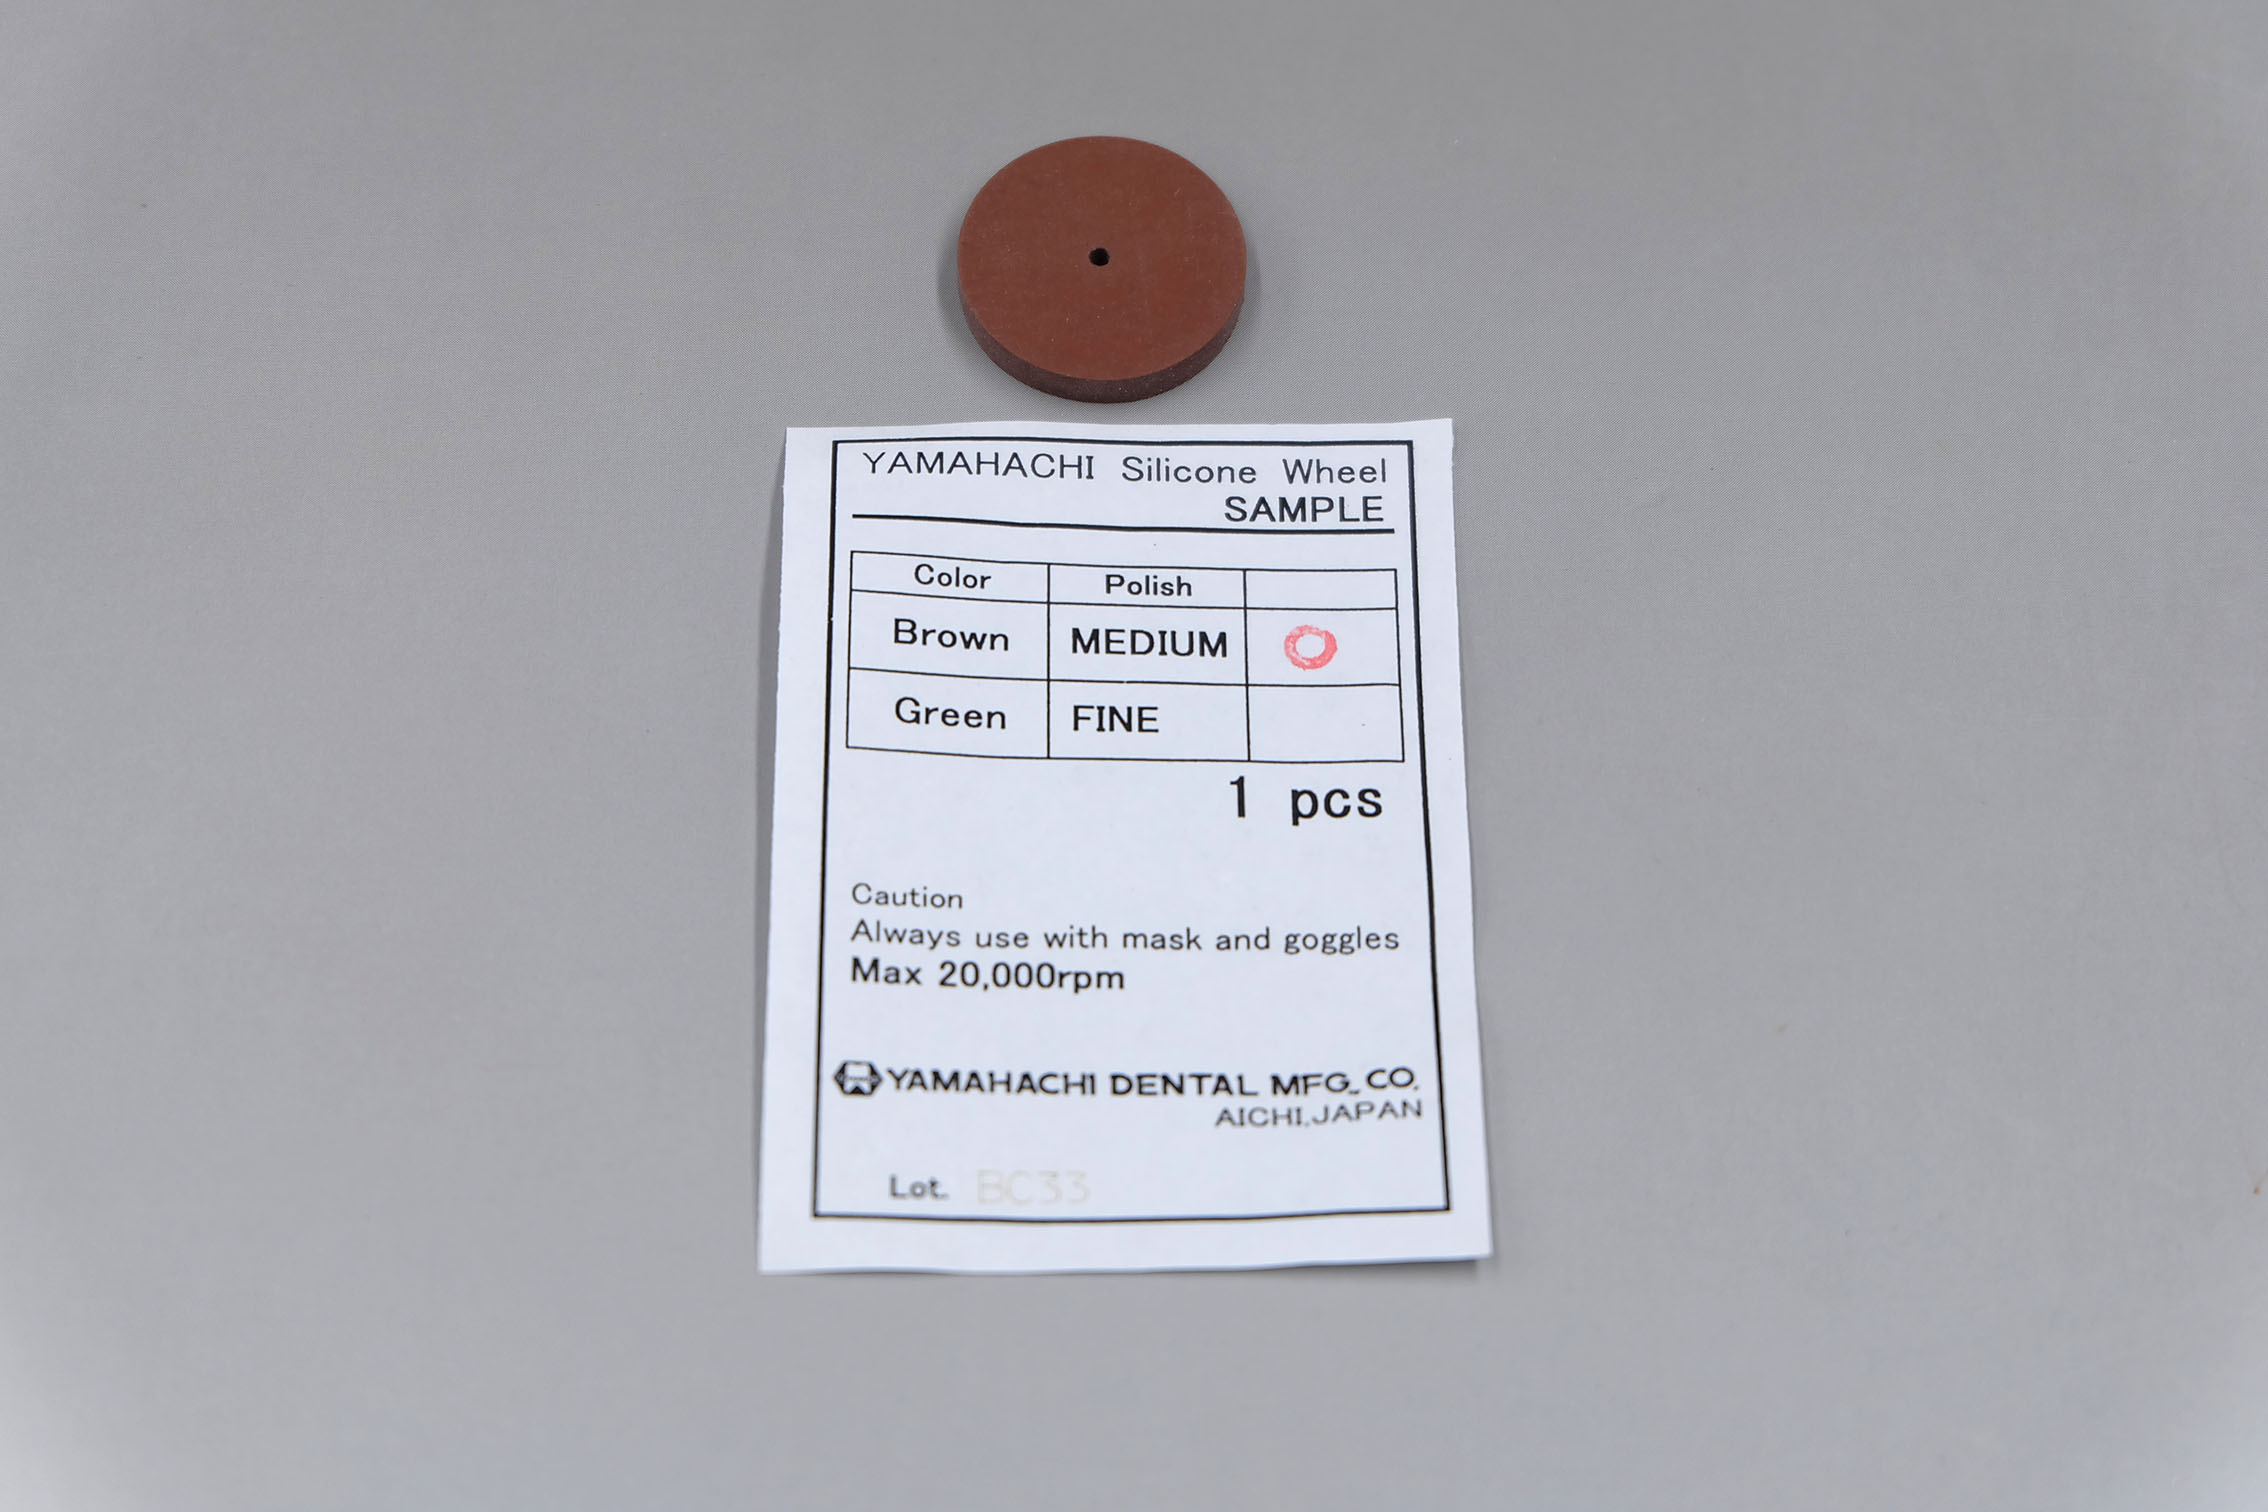 YAMAHACHI Silicone Wheel
SAMPLE
Color Polish
Brown MEDIUM
Green FINE
1 pcs
Caution
Always use with mask and goggles
Max 20,000rpm
YAMAHACHI DENTAL MFG., CO.
AICHI,JAPAN
Lot. BC33